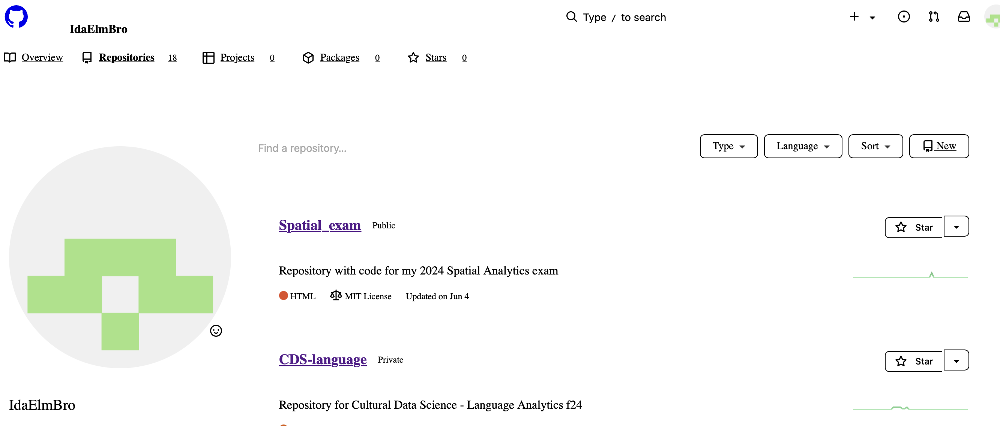 Type / to search
IdaElmBro
Overview Repositories 18 Projects 0 Packages 0 Stars 0
Find a repository...
Type Language Sort New
Spatial_exam Public
Star
Repository with code for my 2024 Spatial Analytics exam
HTML MIT License Updated on Jun 4
CDS-language Private
Star
Repository for Cultural Data Science - Language Analytics f24
IdaElmBro